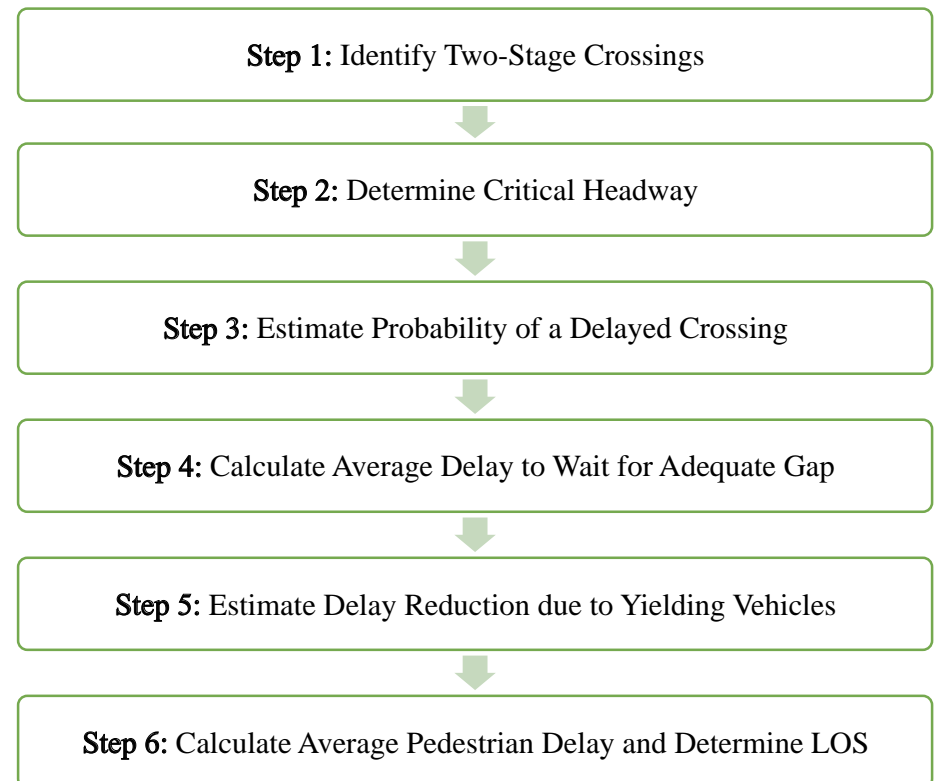 Step 1: Identify Two-Stage Crossings
Step 2: Determine Critical Headway
Step 3: Estimate Probability of a Delayed Crossing
Step 4: Calculate Average Delay to Wait for Adequate Gap
Step 5: Estimate Delay Reduction due to Yielding Vehicles
Step 6: Calculate Average Pedestrian Delay and Determine LOS